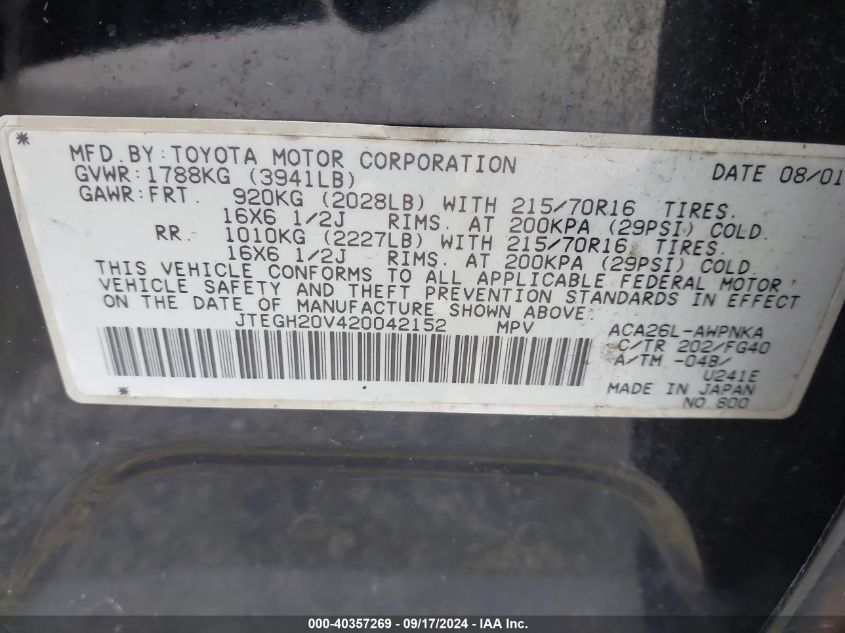 MFD. BY: TOYOTA MOTOR CORPORATION DATE 08/01
GVWR: 1788KG (3941LB)
GAWR: FRT. 920KG (2028LB) WITH 215/70R16 TIRES.
16X6 1/2J RIMS. AT 200KPA (29PSI) COLD.
RR. 1010KG (2227LB) WITH 215/70R16 TIRES.
16X6 1/2J RIMS. AT 200KPA (29PSI) COLD.
THIS VEHICLE CONFORMS TO ALL APPLICABLE FEDERAL MOTOR
VEHICLE SAFETY AND THEFT PREVENTION STANDARDS IN EFFECT
ON THE DATE OF MANUFACTURE SHOWN ABOVE.
JTEGH20V420042152 MPV ACA26L-AWPNKA
C/TR 202/FG40
A/TM -04B/
U241E
MADE IN JAPAN
NO.800
000-40357269 - 09/17/2024 - IAA Inc.